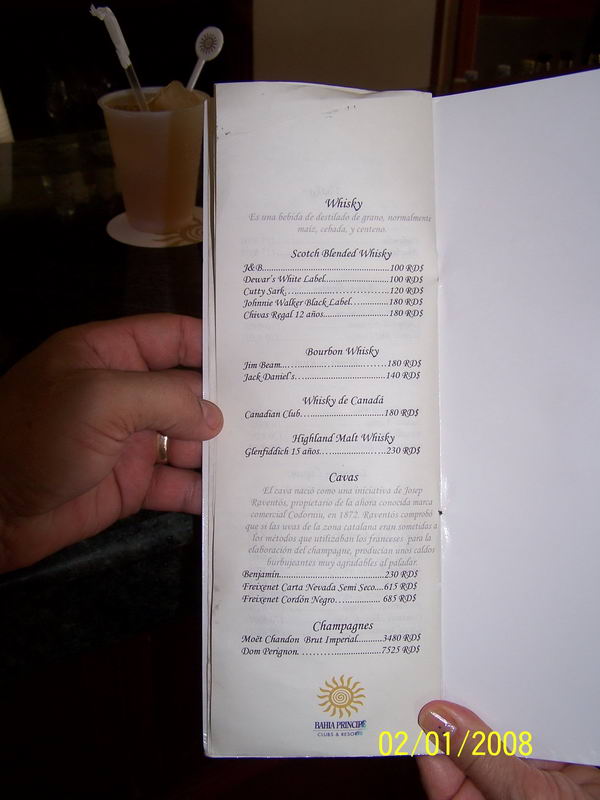 Whisky
Es una bebida de destilado de grano, normalmente
maíz, cebada, y centeno.
Scotch Blended Whisky
J&B..............................................100 RD$
Dewar's White Label.......................100 RD$
Cutty Sark......................................120 RD$
Johnnie Walker Black Label..............180 RD$
Chivas Regal 12 años.......................180 RD$
Bourbon Whisky
Jim Beam......................................180 RD$
Jack Daniel's..................................140 RD$
Whisky de Canadá
Canadian Club...............................180 RD$
Highland Malt Whisky
Glenfiddich 15 años.........................230 RD$
Cavas
El cava nació como una iniciativa de Josep
Raventós, propietario de la ahora conocida marca
comercial Codorniu, en 1872. Raventós comprobó
que si las uvas de la zona catalana eran sometidas a
los métodos que utilizaban los franceses para la
elaboración del champagne, producían unos caldos
burbujeantes muy agradables al paladar.
Benjamín......................................230 RD$
Freixenet Carta Nevada Semi Seco....615 RD$
Freixenet Cordón Negro.................. 685 RD$
Champagnes
Moët Chandon Brut Imperial...........3480 RD$
Dom Perignon. ............................7525 RD$
BAHIA PRINCIPE
CLUBS & RESORTS
02/01/2008